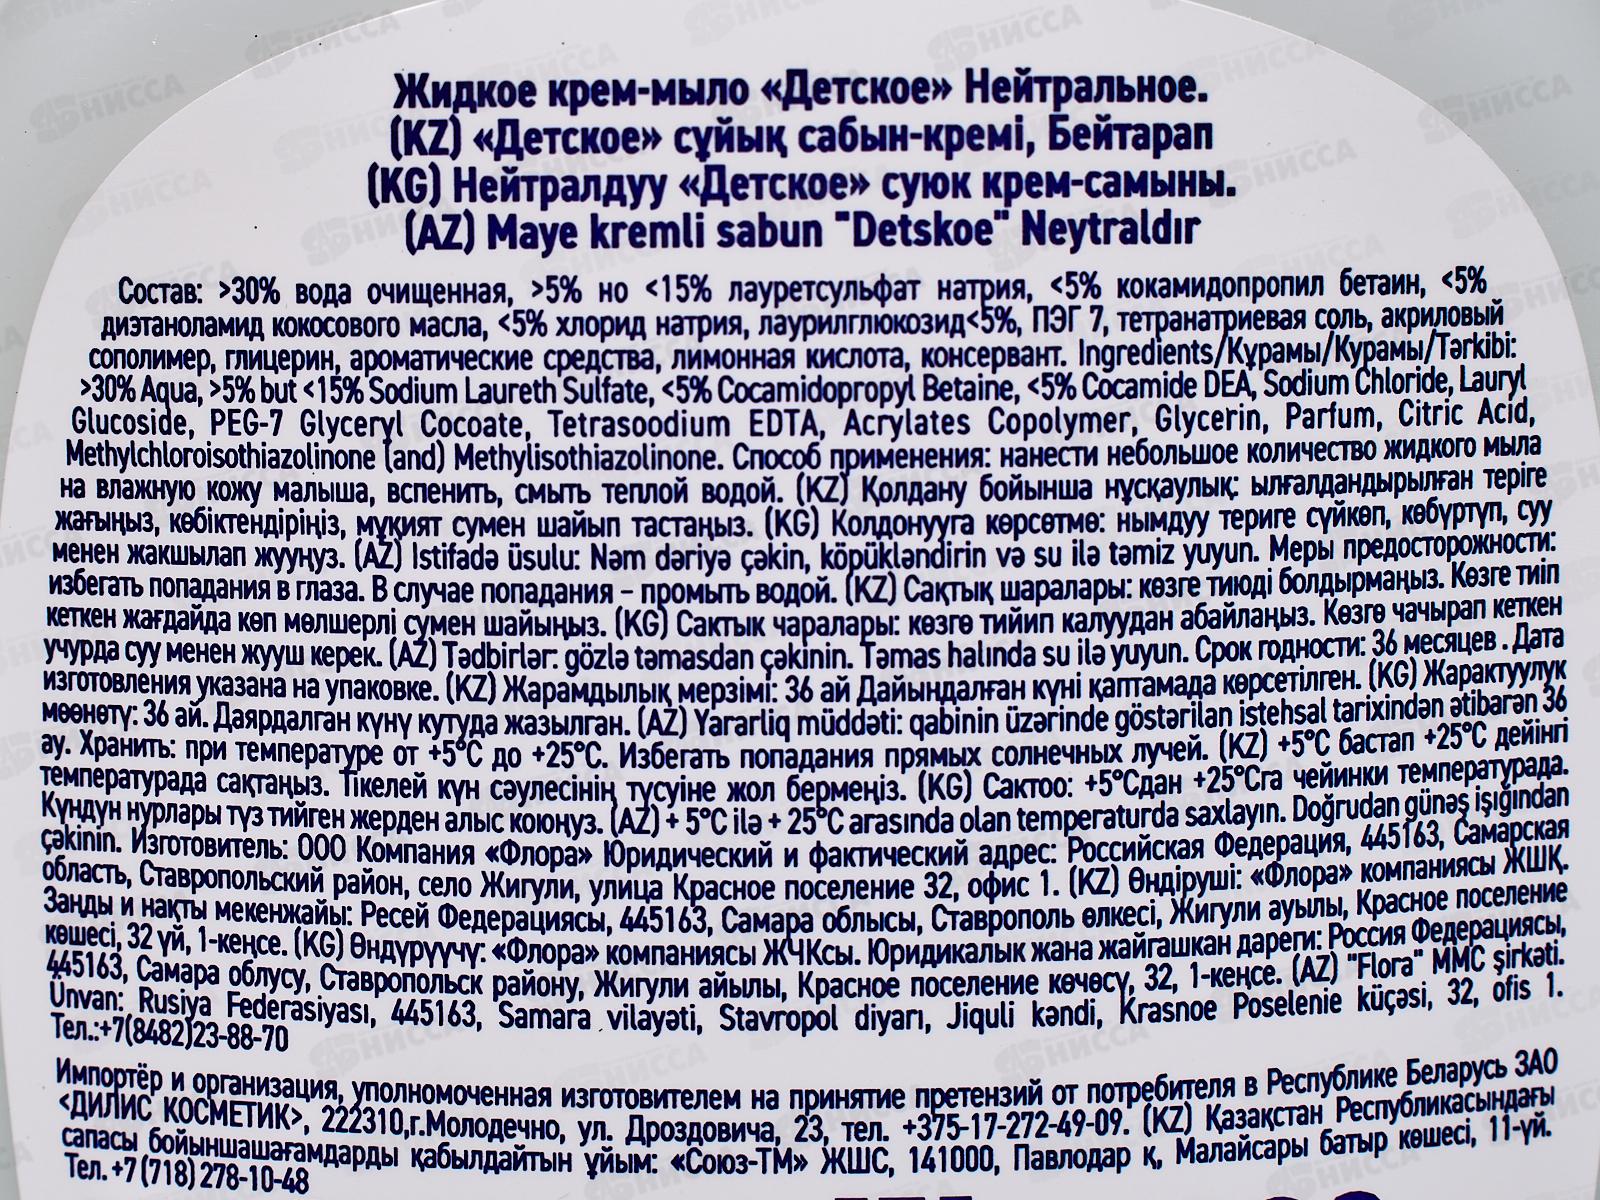 Жидкое крем-мыло «Детское» Нейтральное.
(KZ) «Детское» сұйық сабын-кремі, Бейтарап
(KG) Нейтралдуу «Детское» суюк крем-самыны.
(AZ) Maye kremli sabun "Detskoe" Neytraldır
Состав: >30% вода очищенная, >5% но <15% лауретсульфат натрия, <5% кокамидопропил бетаин, <5%
диэтаноламид кокосового масла, <5% хлорид натрия, лаурилглюкозид<5%, ПЭГ 7, тетранатриевая соль, акриловый
сополимер, глицерин, ароматические средства, лимонная кислота, консервант. Ingredients/Құрамы/Курамы/Tərkibi:
>30% Aqua, >5% but <15% Sodium Laureth Sulfate, <5% Cocamidopropyl Betaine, <5% Cocamide DEA, Sodium Chloride, Lauryl
Glucoside, PEG-7 Glyceryl Cocoate, Tetrasoodium EDTA, Acrylates Copolymer, Glycerin, Parfum, Citric Acid,
Methylchloroisothiazolinone (and) Methylisothiazolinone. Способ применения: нанести небольшое количество жидкого мыла
на влажную кожу малыша, вспенить, смыть теплой водой. (KZ) Қолдану бойынша нұсқаулық: ылғалдандырылған теріге
жағыңыз, көбіктендіріңіз, мұқият сумен шайып тастаңыз. (KG) Колдонууга көрсөтмө: нымдуу териге сүйкөп, көбүртүп, суу
менен жакшылап жууңуз. (AZ) Istifadə üsulu: Nəm dəriyə çəkin, köpükləndirin və su ilə təmiz yuyun. Меры предосторожности:
избегать попадания в глаза. В случае попадания – промыть водой. (KZ) Сақтық шаралары: көзге тиюді болдырмаңыз. Көзге тиіп
кеткен жағдайда көп мөлшерлі сумен шайыңыз. (KG) Сактык чаралары: көзгө тийип калуудан абайлаңыз. Көзгө чачырап кеткен
учурда суу менен жууш керек. (AZ) Tədbirlər: gözlə təmasdan çəkinin. Təmas halında su ilə yuyun. Срок годности: 36 месяцев . Дата
изготовления указана на упаковке. (KZ) Жарамдылық мерзімі: 36 ай Дайындалған күні қаптамада көрсетілген. (KG) Жарактуулук
мөөнөтү: 36 ай. Даярдалган күнү кутуда жазылган. (AZ) Yararliq müddəti: qabinin üzərinde göstərilan istehsal tarixindən ətibarən 36
ay. Хранить: при температуре от +5°С до +25°С. Избегать попадания прямых солнечных лучей. (KZ) +5°С бастап +25°С дейінгі
температурада сақтаңыз. Тікелей күн сәулесінің түсуіне жол бермеңіз. (KG) Сактоо: +5°Сдан +25°Сга чейинки температурада.
Күндүн нурлары түз тийген жерден алыс коюңуз. (AZ) + 5°C ilə + 25°C arasında olan temperaturda saxlayın. Doğrudan günəş işığından
çəkinin. Изготовитель: ООО Компания «Флора» Юридический и фактический адрес: Российская Федерация, 445163, Самарская
область, Ставропольский район, село Жигули, улица Красное поселение 32, офис 1. (KZ) Өндіруші: «Флора» компаниясы ЖШҚ.
Заңды и нақты мекенжайы: Ресей Федерациясы, 445163, Самара облысы, Ставрополь өлкесі, Жигули ауылы, Красное поселение
көшесі, 32 үй, 1-кеңсе. (KG) Өндүрүүчү: «Флора» компаниясы ЖЧКсы. Юридикалык жана жайгашкан дареги: Россия Федерациясы,
445163, Самара облусу, Ставропольск району, Жигули айылы, Красное поселение көчөсү, 32, 1-кеңсе. (AZ) "Flora" MMC şirkəti.
Ünvan: Rusiya Federasiyası, 445163, Samara vilayəti, Stavropol diyarı, Jiquli kəndi, Krasnoe Poselenie küçəsi, 32, ofis 1.
Тел.:+7(8482)23-88-70
Импортёр и организация, уполномоченная изготовителем на принятие претензий от потребителя в Республике Беларусь ЗАО
<ДИЛИС КОСМЕТИК>, 222310,г.Молодечно, ул. Дроздовича, 23, тел. +375-17-272-49-09. (KZ) Қазақстан Республикасындағы
сапасы бойыншашағамдарды қабылдайтын ұйым: «Союз-ТМ» ЖШС, 141000, Павлодар қ, Малайсары батыр көшесі, 11-үй.
Тел. +7 (718) 278-10-48